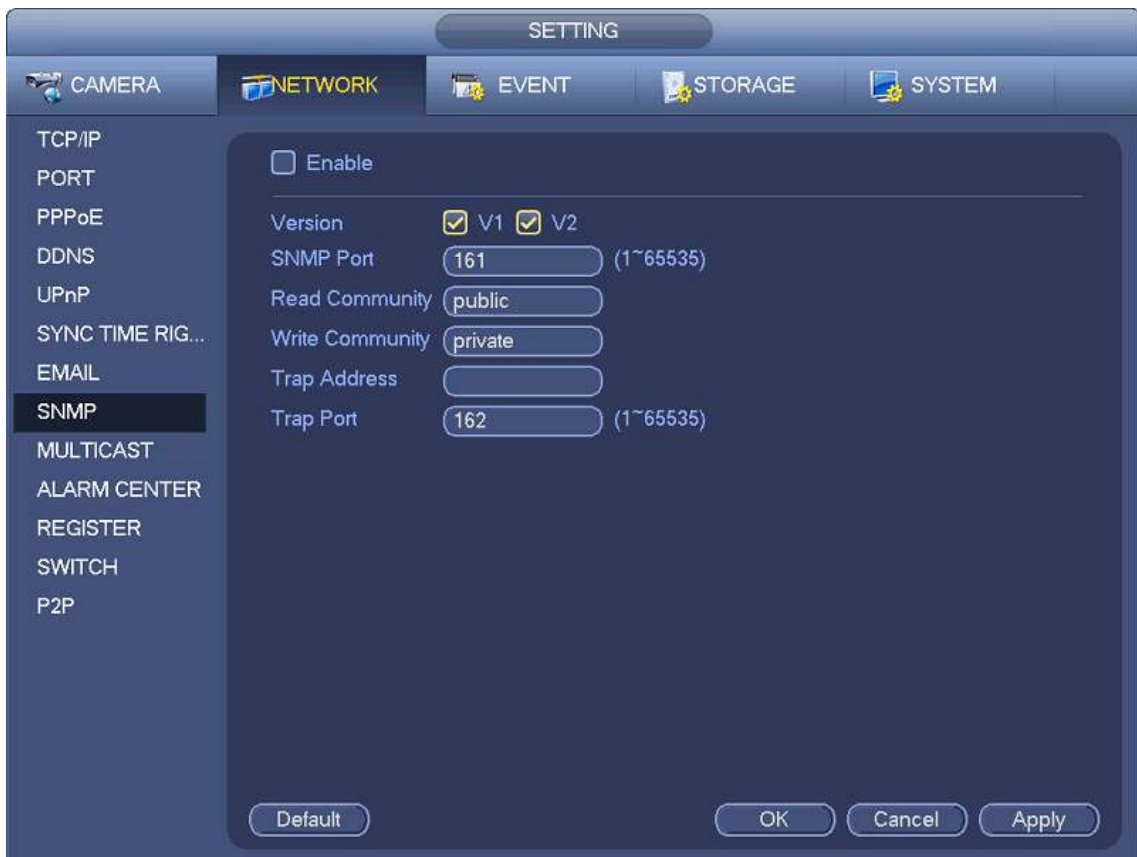 SETTING
CAMERA NETWORK EVENT STORAGE SYSTEM
TCP/IP
PORT
PPPoE
DDNS
UPnP
SYNC TIME RIG...
EMAIL
SNMP
MULTICAST
ALARM CENTER
REGISTER
SWITCH
P2P
Enable
Version V1 V2
SNMP Port 161 (1~65535)
Read Community public
Write Community private
Trap Address
Trap Port 162 (1~65535)
Default OK Cancel Apply